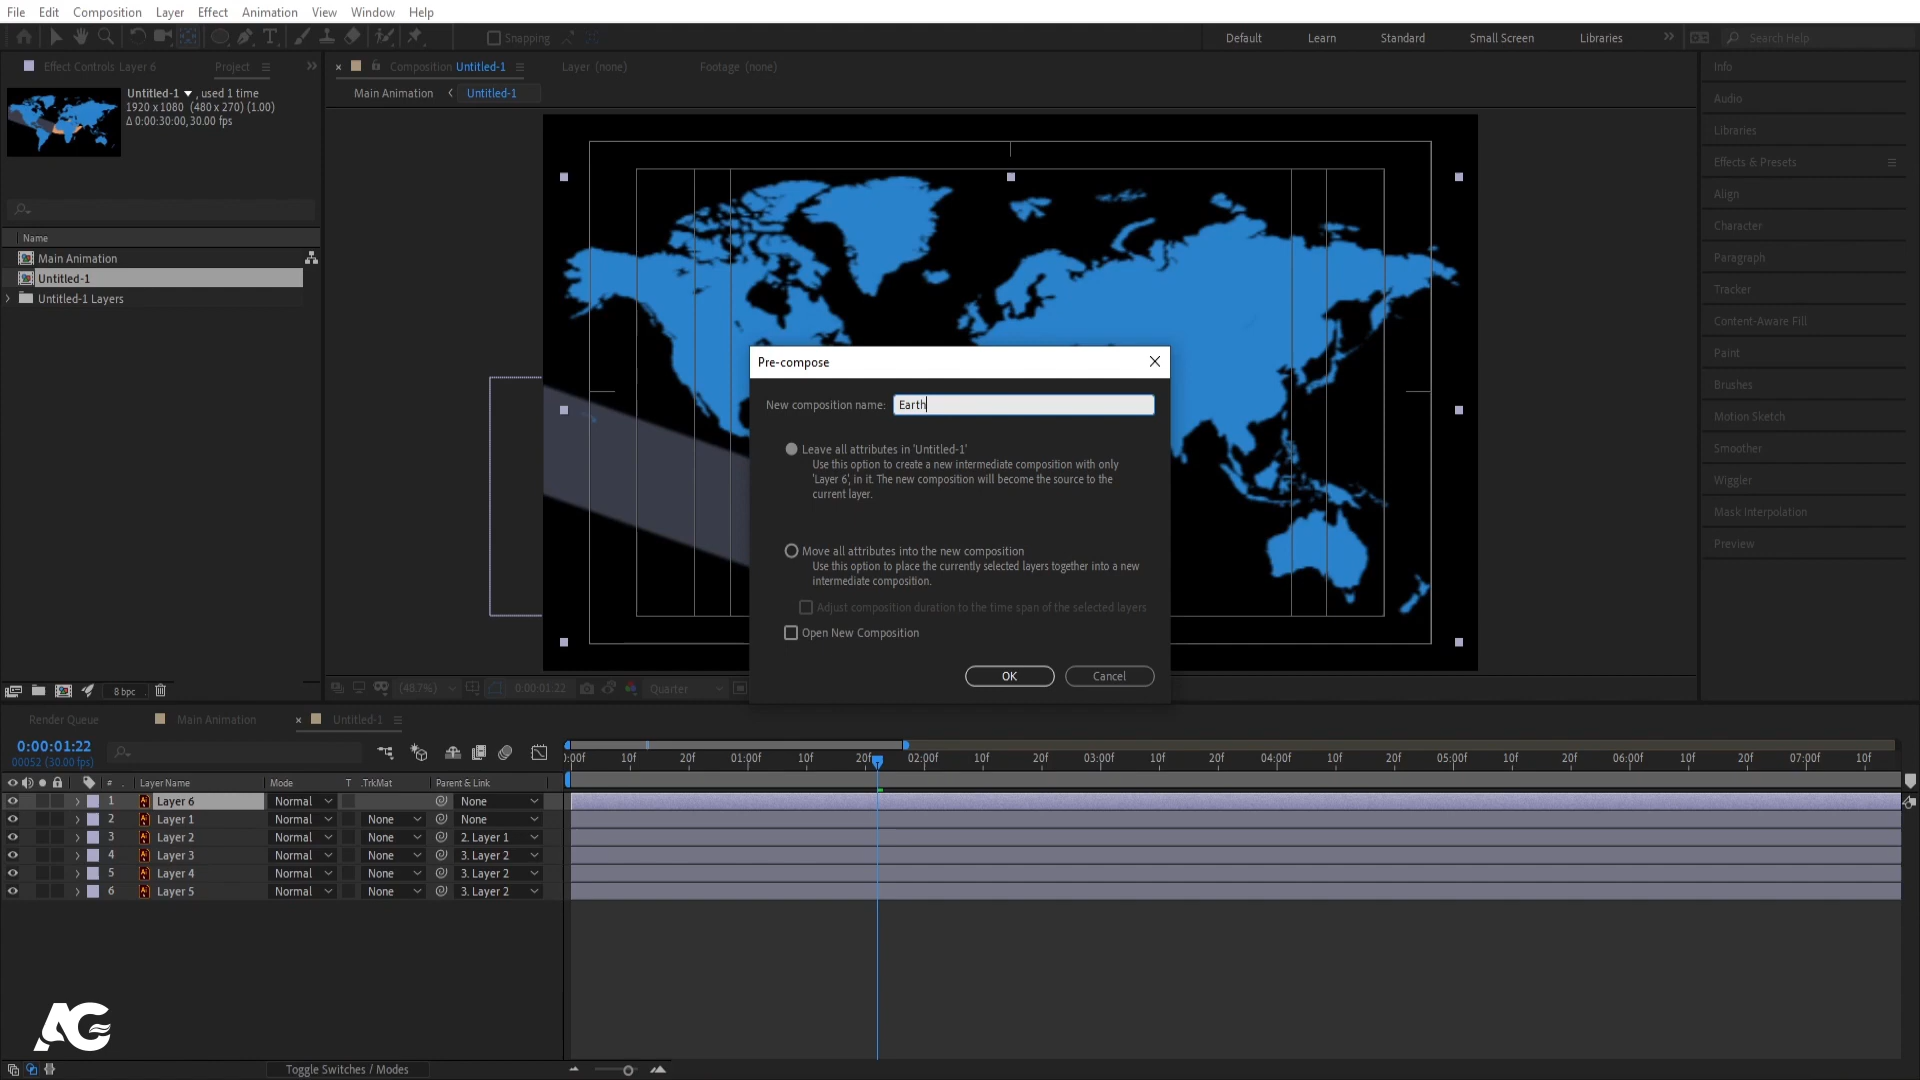 File Edit Composition Layer Effect Animation View Window Help
Snapping
Default Learn Standard Small Screen Libraries Search Help
Effect Controls Layer 6 Project
Composition Untitled-1 Layer (none) Footage (none)
Main Animation Untitled-1
Untitled-1 , used 1 time
1920 x 1080 (480 x 270) (1.00)
Δ 0:00:30:00, 30.00 fps
Name
Main Animation
Untitled-1
Untitled-1 Layers
8 bpc
Info
Audio
Libraries
Effects & Presets
Align
Character
Paragraph
Tracker
Content-Aware Fill
Paint
Brushes
Motion Sketch
Smoother
Wiggler
Mask Interpolation
Preview
Pre-compose
New composition name: Earth
Leave all attributes in 'Untitled-1'
Use this option to create a new intermediate composition with only
'Layer 6', in it. The new composition will become the source to the
current layer.
Move all attributes into the new composition
Use this option to place the currently selected layers together into a new
intermediate composition.
Adjust composition duration to the time span of the selected layers
Open New Composition
OK Cancel
(48.7%) 0:00:01:22 Quarter
Render Queue Main Animation Untitled-1
0:00:01:22
00052 (30.00 fps)
:00f 10f 20f 01:00f 10f 20f 02:00f 10f 20f 03:00f 10f 20f 04:00f 10f 20f 05:00f 10f 20f 06:00f 10f 20f 07:00f 10f
# Layer Name Mode T .TrkMat Parent & Link
1 Layer 6 Normal None
2 Layer 1 Normal None None
3 Layer 2 Normal None 2. Layer 1
4 Layer 3 Normal None 3. Layer 2
5 Layer 4 Normal None 3. Layer 2
6 Layer 5 Normal None 3. Layer 2
AG
Toggle Switches / Modes